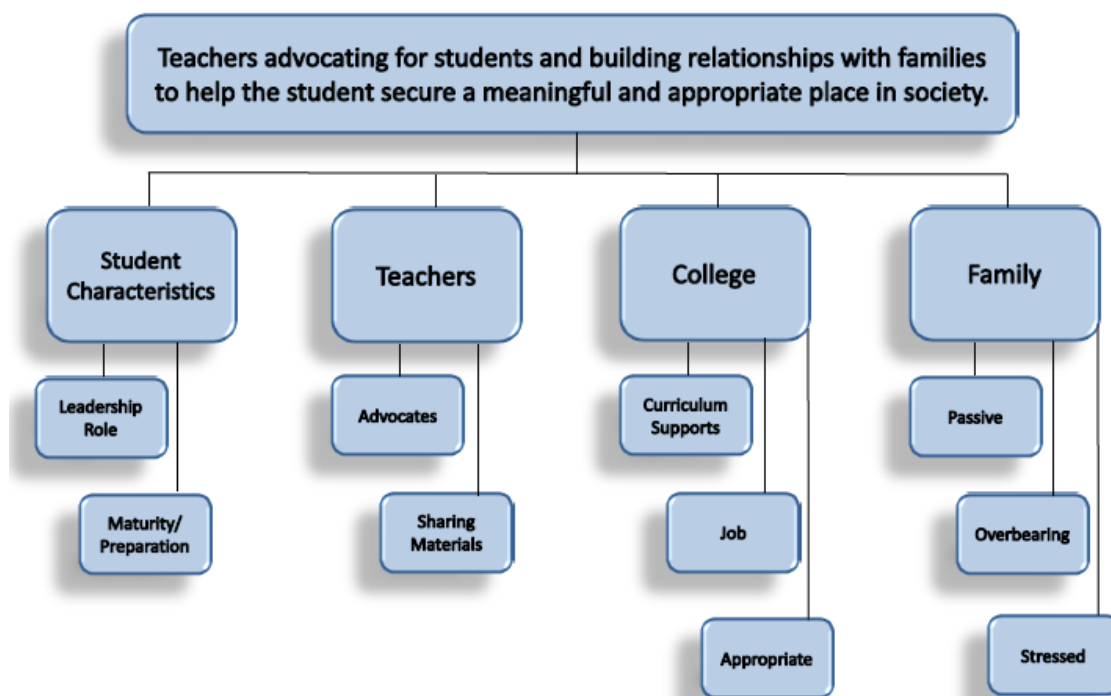 Teachers advocating for students and building relationships with families
to help the student secure a meaningful and appropriate place in society.
Student
Characteristics
Teachers
College
Family
Leadership
Role
Advocates
Curriculum
Supports
Passive
Maturity/
Preparation
Sharing
Materials
Job
Overbearing
Appropriate
Stressed